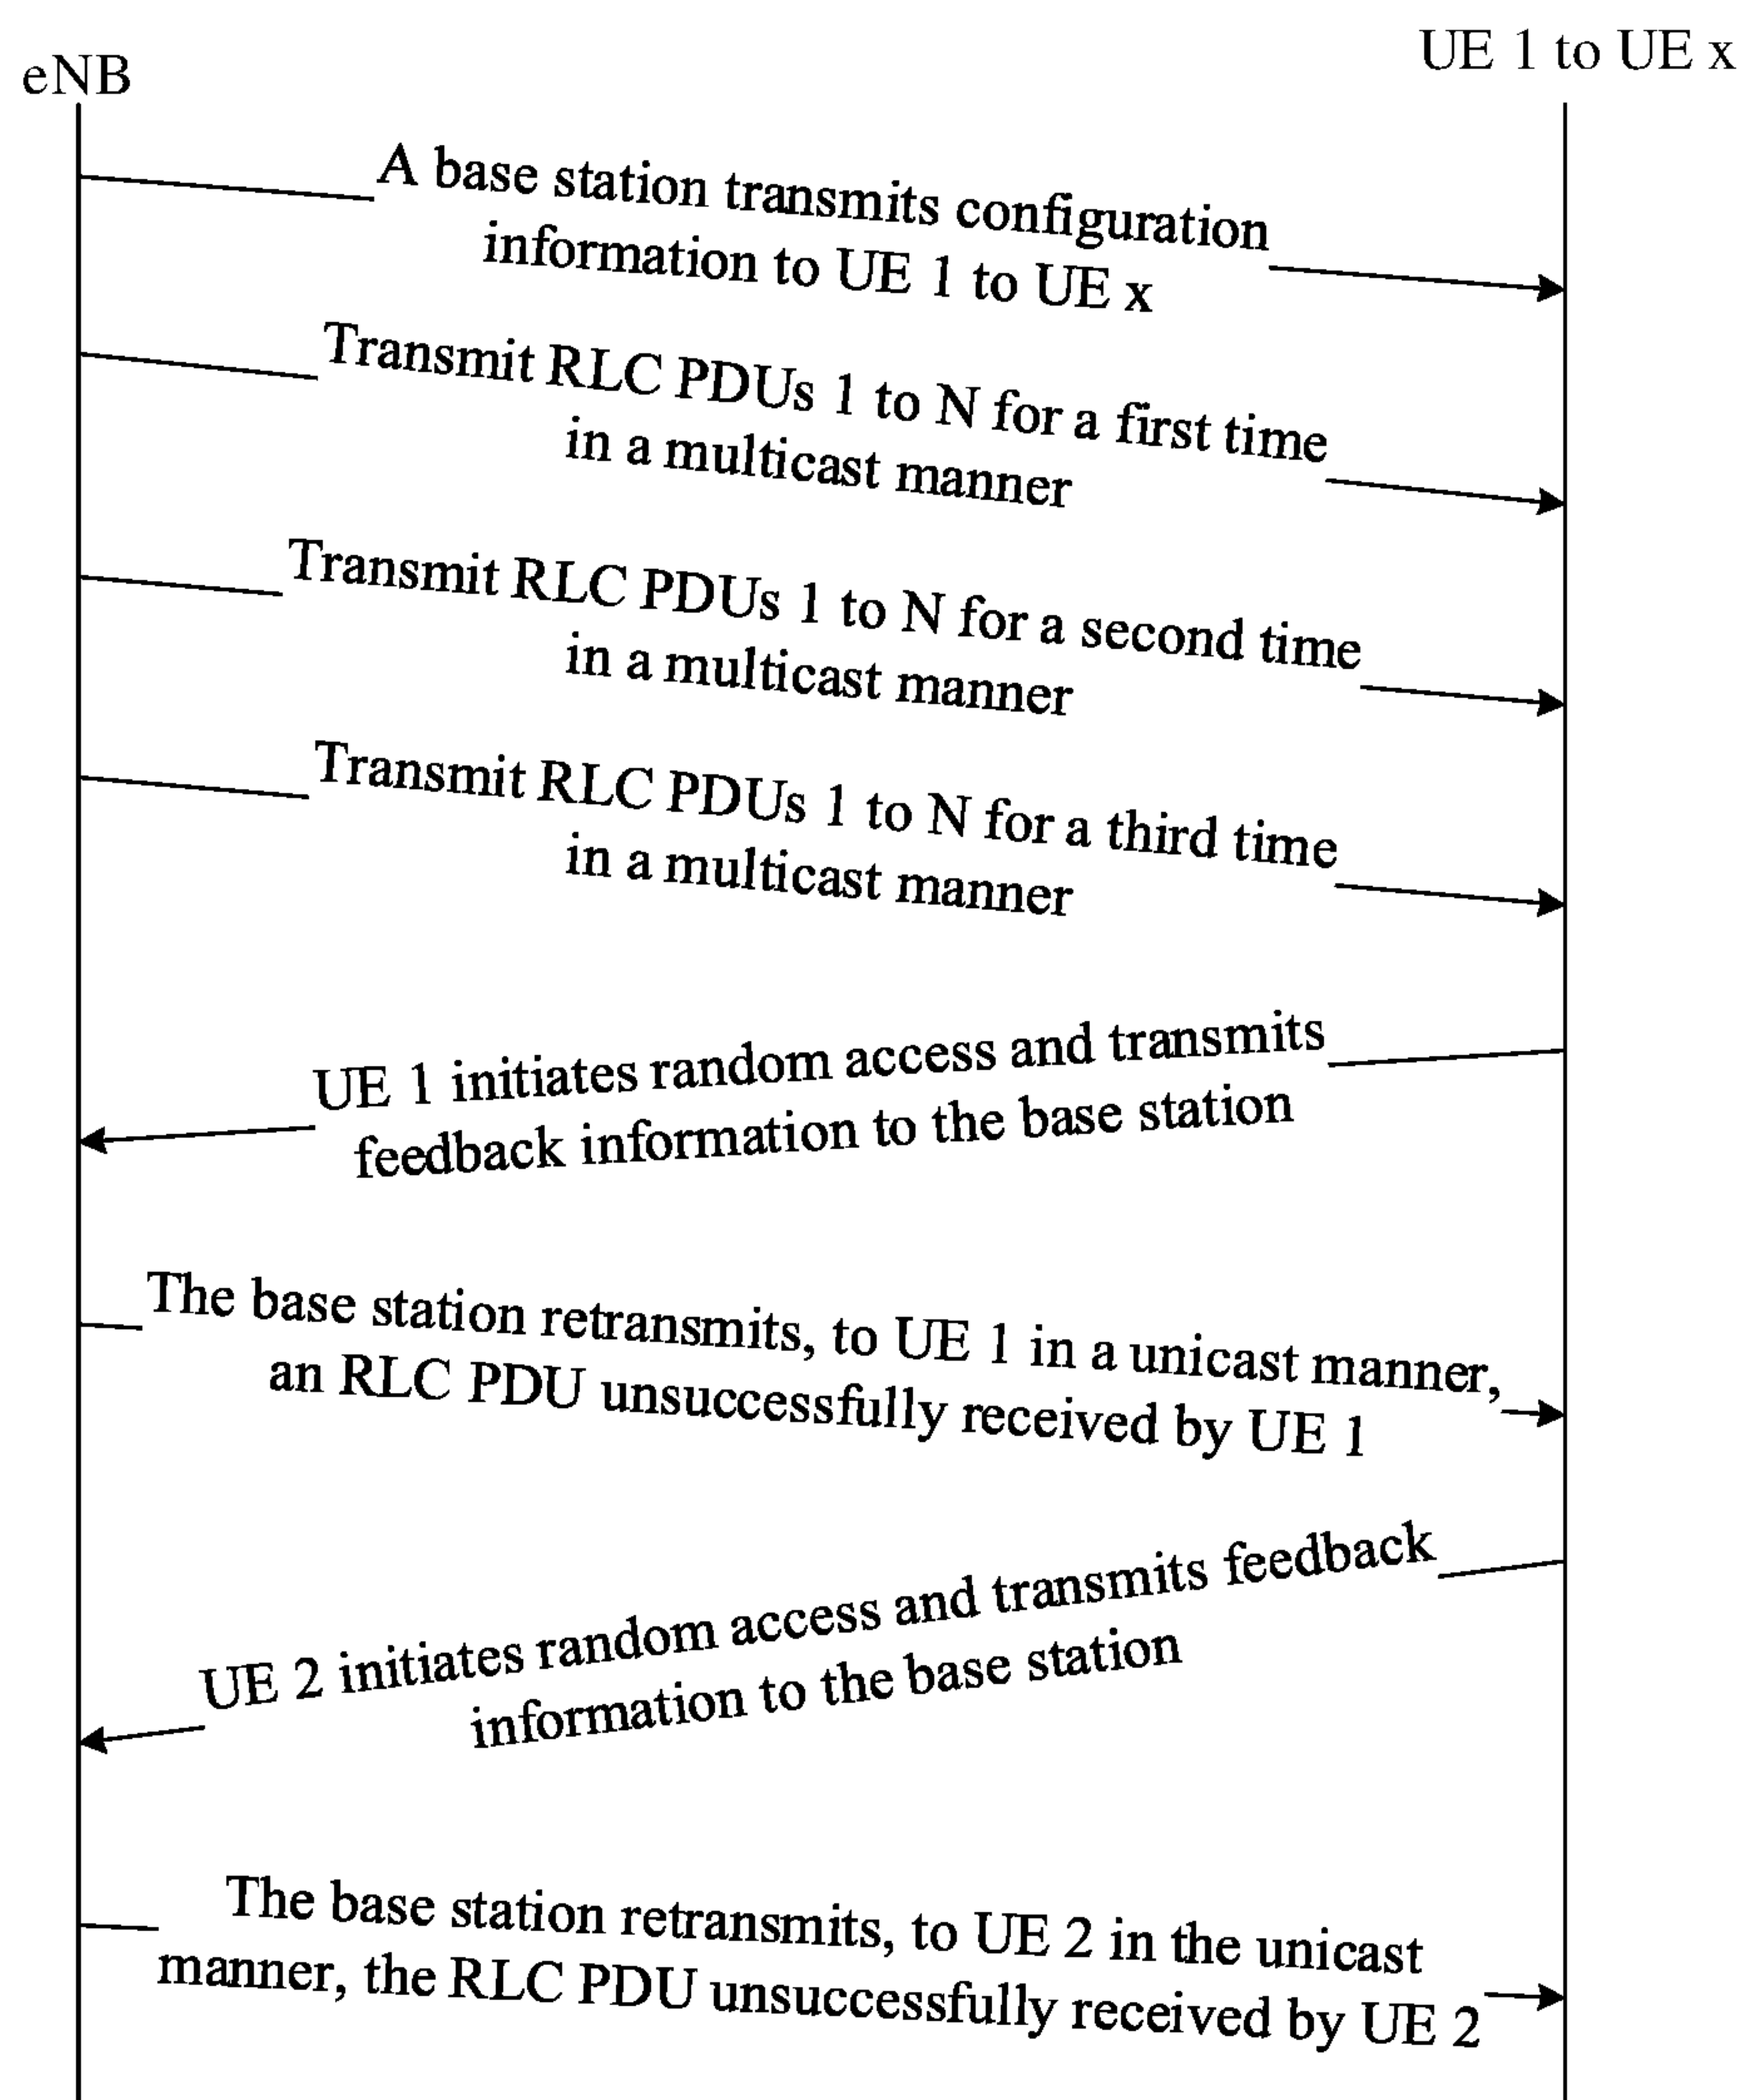 eNB
UE 1 to UE x
A base station transmits configuration
information to UE 1 to UE x
Transmit RLC PDUs 1 to N for a first time
in a multicast manner
Transmit RLC PDUs 1 to N for a second time
in a multicast manner
Transmit RLC PDUs 1 to N for a third time
in a multicast manner
UE 1 initiates random access and transmits
feedback information to the base station
The base station retransmits, to UE 1 in a unicast manner,
an RLC PDU unsuccessfully received by UE 1
UE 2 initiates random access and transmits feedback
information to the base station
The base station retransmits, to UE 2 in the unicast
manner, the RLC PDU unsuccessfully received by UE 2